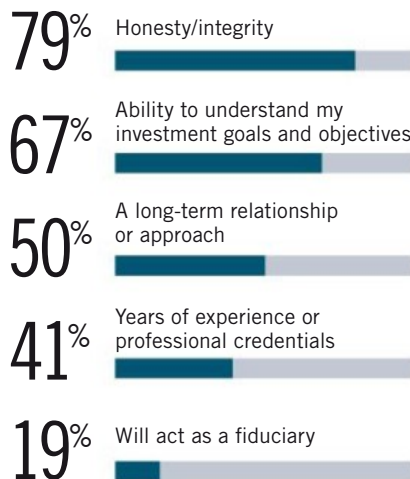 79% Honesty/integrity
67% Ability to understand my
investment goals and objectives
50% A long-term relationship
or approach
41% Years of experience or
professional credentials
19% Will act as a fiduciary